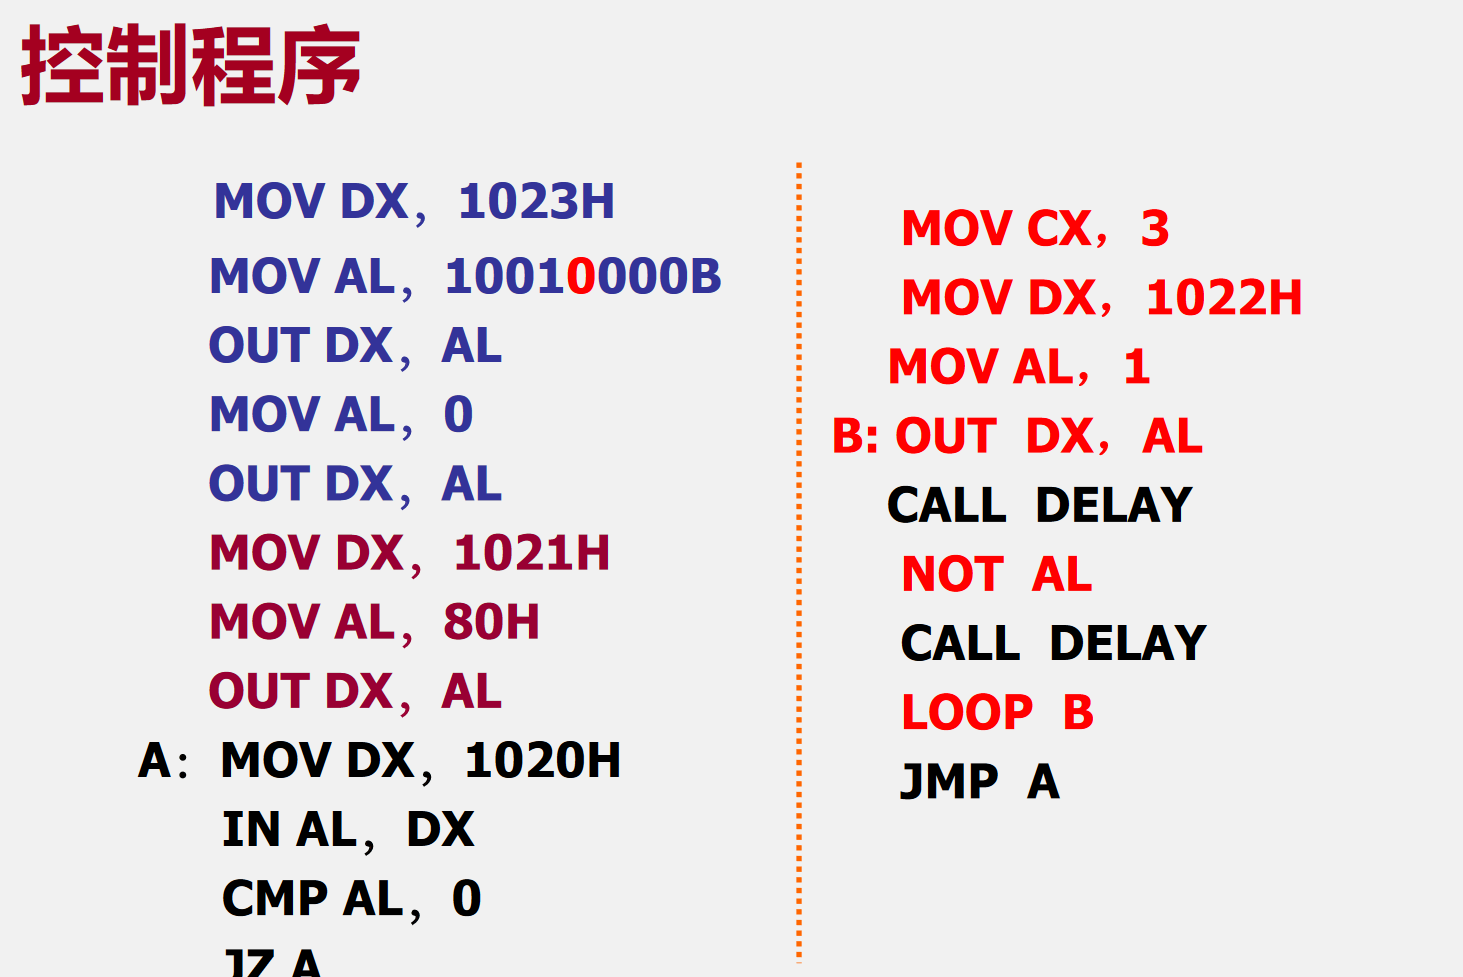 控制程序
MOV DX，1023H
MOV AL，10010000B
OUT DX，AL
MOV AL，0
OUT DX，AL
MOV DX，1021H
MOV AL，80H
OUT DX，AL
A：MOV DX，1020H
IN AL，DX
CMP AL，0
JZ A
MOV CX，3
MOV DX，1022H
MOV AL，1
B: OUT DX，AL
CALL DELAY
NOT AL
CALL DELAY
LOOP B
JMP A